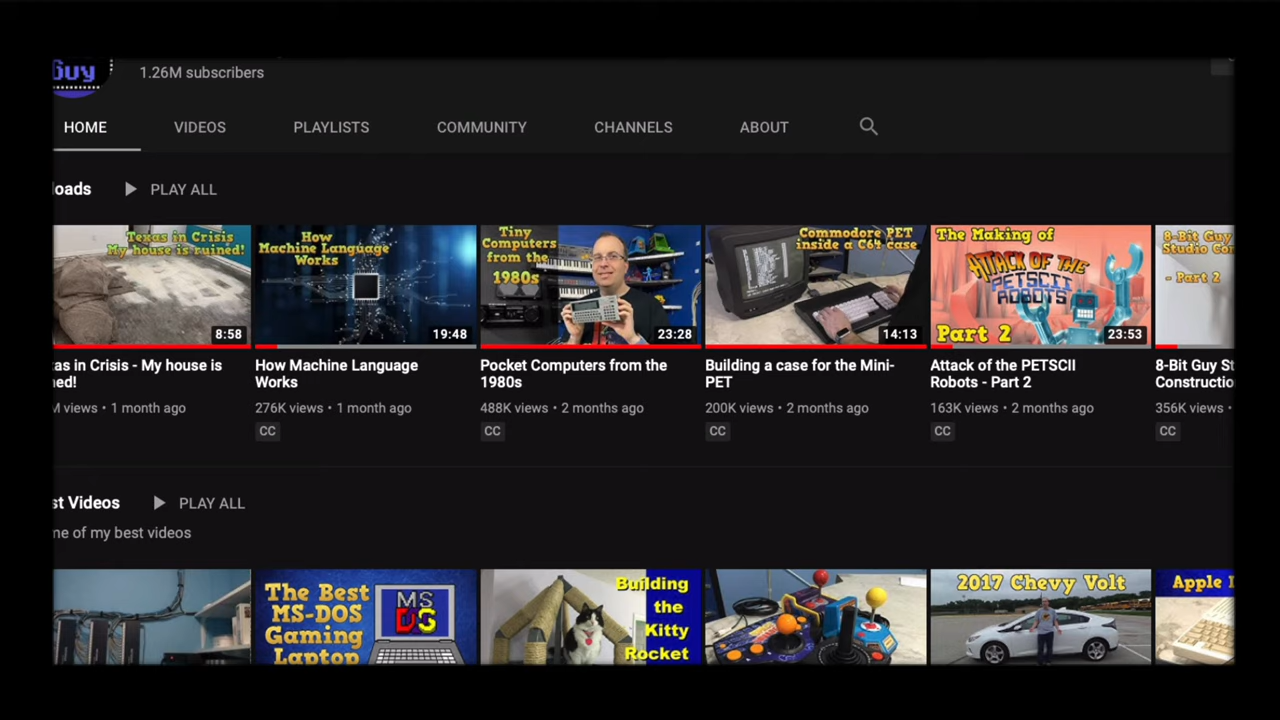 Guy
1.26M subscribers
HOME VIDEOS PLAYLISTS COMMUNITY CHANNELS ABOUT
loads PLAY ALL
Texas in Crisis
My house is ruined!
8:58
How
Machine Language
Works
19:48
Tiny
Computers
from the
1980s
23:28
Commodore PET
inside a C64 case
14:13
The Making of
ATTACK OF THE
PETSCII
ROBOTS
Part 2
23:53
8-Bit Guy
Studio Con
- Part 2
as in Crisis - My house is
ned!
M views • 1 month ago
How Machine Language
Works
276K views • 1 month ago
CC
Pocket Computers from the
1980s
488K views • 2 months ago
CC
Building a case for the Mini-
PET
200K views • 2 months ago
CC
Attack of the PETSCII
Robots - Part 2
163K views • 2 months ago
CC
8-Bit Guy St
Constructio
356K views •
CC
st Videos PLAY ALL
me of my best videos
The Best
MS-DOS
Gaming
Laptop
MS
DOS
Building
the
Kitty
Rocket
2017 Chevy Volt
Apple I